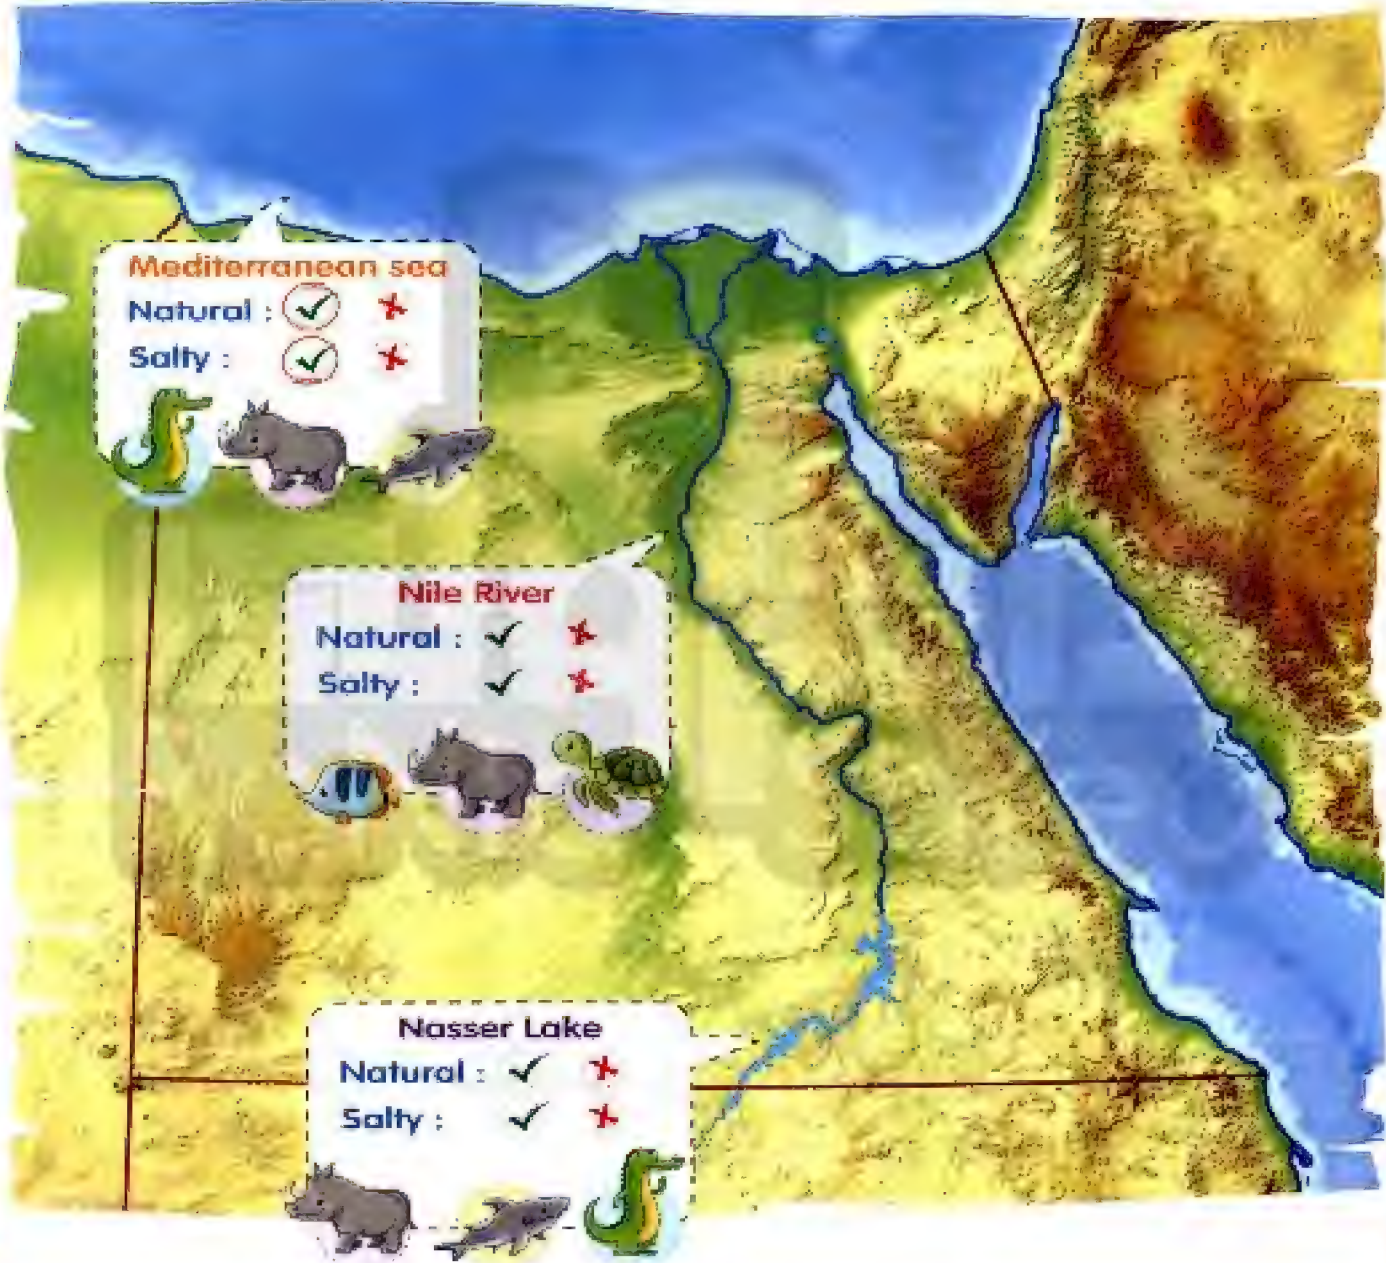 Mediterranean sea
Natural : ✓ ✗
Salty : ✓ ✗
Nile River
Natural : ✓ ✗
Salty : ✓ ✗
Nasser Lake
Natural : ✓ ✗
Salty : ✓ ✗